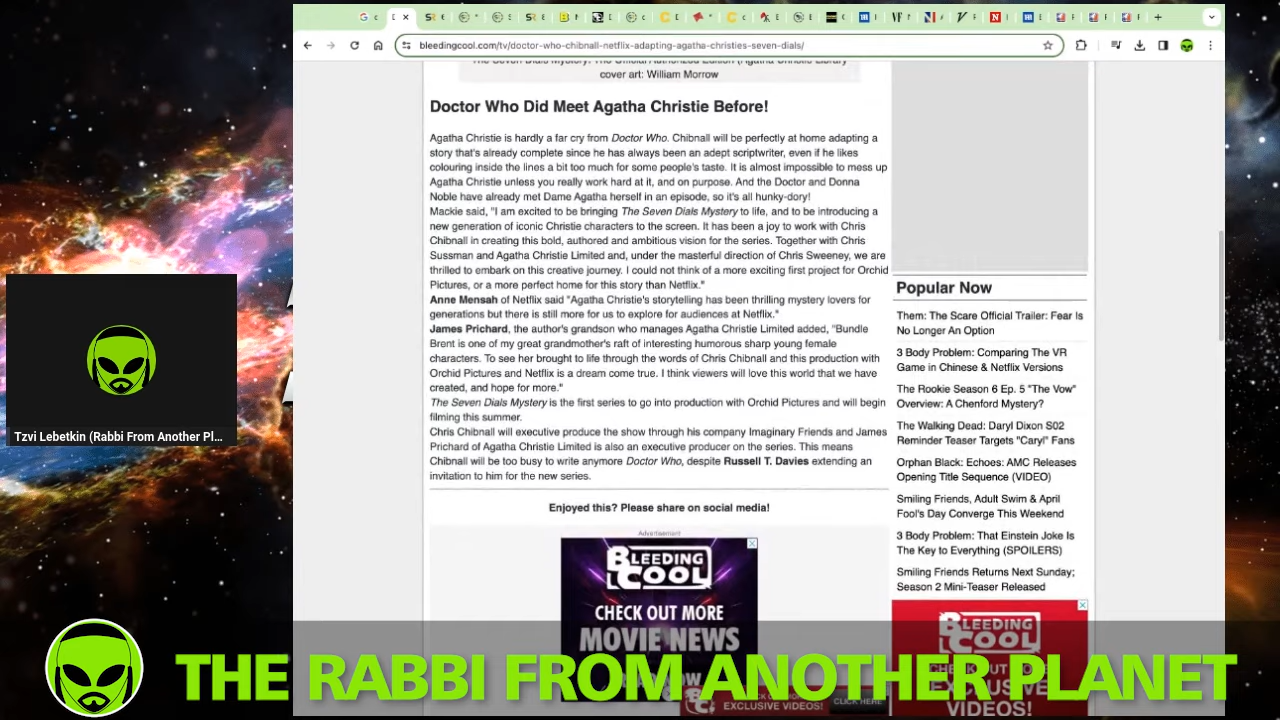 bleedingcool.com/tv/doctor-who-chibnall-netflix-adapting-agatha-christies-seven-dials/
The Seven Dials Mystery: The Official Authorized Edition (Agatha Christie Library
cover art: William Morrow
Doctor Who Did Meet Agatha Christie Before!
Agatha Christie is hardly a far cry from Doctor Who. Chibnall will be perfectly at home adapting a
story that's already complete since he has always been an adept scriptwriter, even if he likes
colouring inside the lines a bit too much for some people's taste. It is almost impossible to mess up
Agatha Christie unless you really work hard at it, and on purpose. And the Doctor and Donna
Noble have already met Dame Agatha herself in an episode, so it's all hunky-dory!
Mackie said, "I am excited to be bringing The Seven Dials Mystery to life, and to be introducing a
new generation of iconic Christie characters to the screen. It has been a joy to work with Chris
Chibnall in creating this bold, authored and ambitious vision for the series. Together with Chris
Sussman and Agatha Christie Limited and, under the masterful direction of Chris Sweeney, we are
thrilled to embark on this creative journey. I could not think of a more exciting first project for Orchid
Pictures, or a more perfect home for this story than Netflix."
Anne Mensah of Netflix said "Agatha Christie's storytelling has been thrilling mystery lovers for
generations but there is still more for us to explore for audiences at Netflix."
James Prichard, the author's grandson who manages Agatha Christie Limited added, "Bundle
Brent is one of my great grandmother's raft of interesting humorous sharp young female
characters. To see her brought to life through the words of Chris Chibnall and this production with
Orchid Pictures and Netflix is a dream come true. I think viewers will love this world that we have
created, and hope for more."
The Seven Dials Mystery is the first series to go into production with Orchid Pictures and will begin
filming this summer.
Chris Chibnall will executive produce the show through his company Imaginary Friends and James
Prichard of Agatha Christie Limited is also an executive producer on the series. This means
Chibnall will be too busy to write anymore Doctor Who, despite Russell T. Davies extending an
invitation to him for the new series.
Enjoyed this? Please share on social media!
Advertisement
BLEEDING
COOL
CHECK OUT MORE
MOVIE NEWS
NOW
Popular Now
Them: The Scare Official Trailer: Fear Is
No Longer An Option
3 Body Problem: Comparing The VR
Game in Chinese & Netflix Versions
The Rookie Season 6 Ep. 5 "The Vow"
Overview: A Chenford Mystery?
The Walking Dead: Daryl Dixon S02
Reminder Teaser Targets "Caryl" Fans
Orphan Black: Echoes: AMC Releases
Opening Title Sequence (VIDEO)
Smiling Friends, Adult Swim & April
Fool's Day Converge This Weekend
3 Body Problem: That Einstein Joke Is
The Key to Everything (SPOILERS)
Smiling Friends Returns Next Sunday;
Season 2 Mini-Teaser Released
BLEEDING
COOL
CHECK OUT MORE
EXCLUSIVE
VIDEOS!
EXCLUSIVE VIDEOS!
CLICK HERE
Tzvi Lebetkin (Rabbi From Another Pl...
THE RABBI FROM ANOTHER PLANET